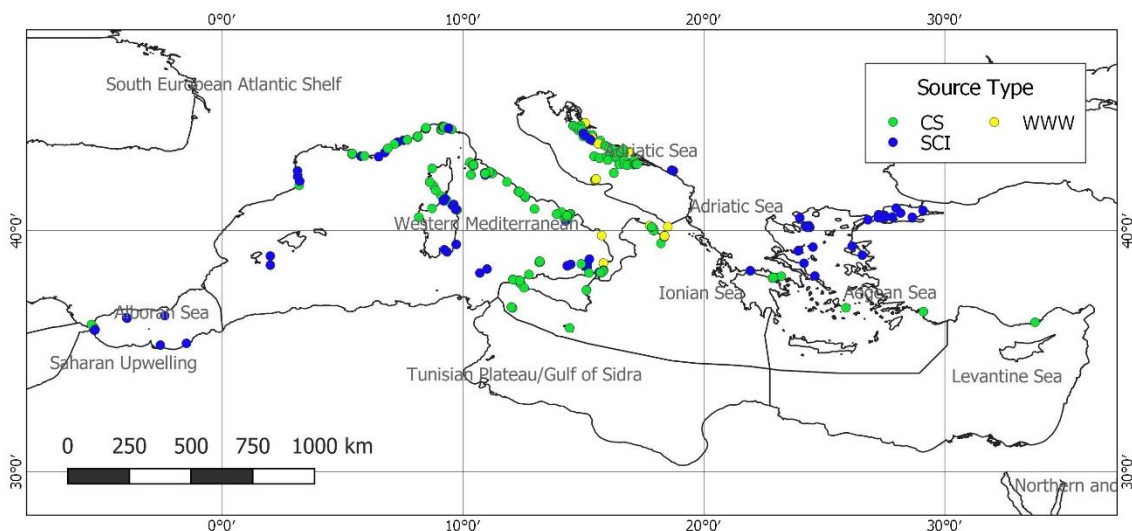 0°0′ 10°0′ 20°0′ 30°0′
South European Atlantic Shelf
Source Type
CS WWW
SCI
Adriatic Sea
40°0′ 40°0′
Western Mediterranean
Adriatic Sea
Ionian Sea
Aegean Sea
Alboran Sea
Saharan Upwelling
Tunisian Plateau/Gulf of Sidra
Levantine Sea
0 250 500 750 1000 km
30°0′ 30°0′
Northern and
0°0′ 10°0′ 20°0′ 30°0′